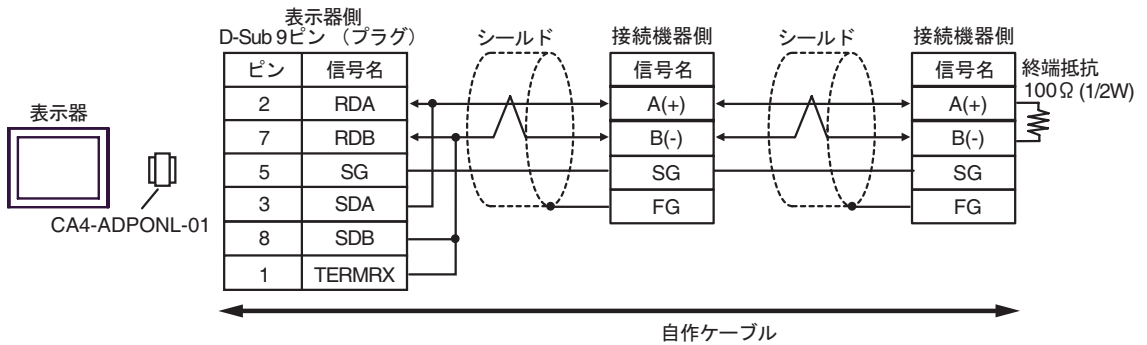 表示器側
D-Sub 9ピン （プラグ）
シールド
接続機器側
シールド
接続機器側
ピン 信号名
信号名
信号名
終端抵抗
100Ω (1/2W)
2 RDA
A(+)
A(+)
表示器
7 RDB
B(-)
B(-)
5 SG
SG
SG
3 SDA
FG
FG
CA4-ADPONL-01
8 SDB
1 TERMRX
自作ケーブル